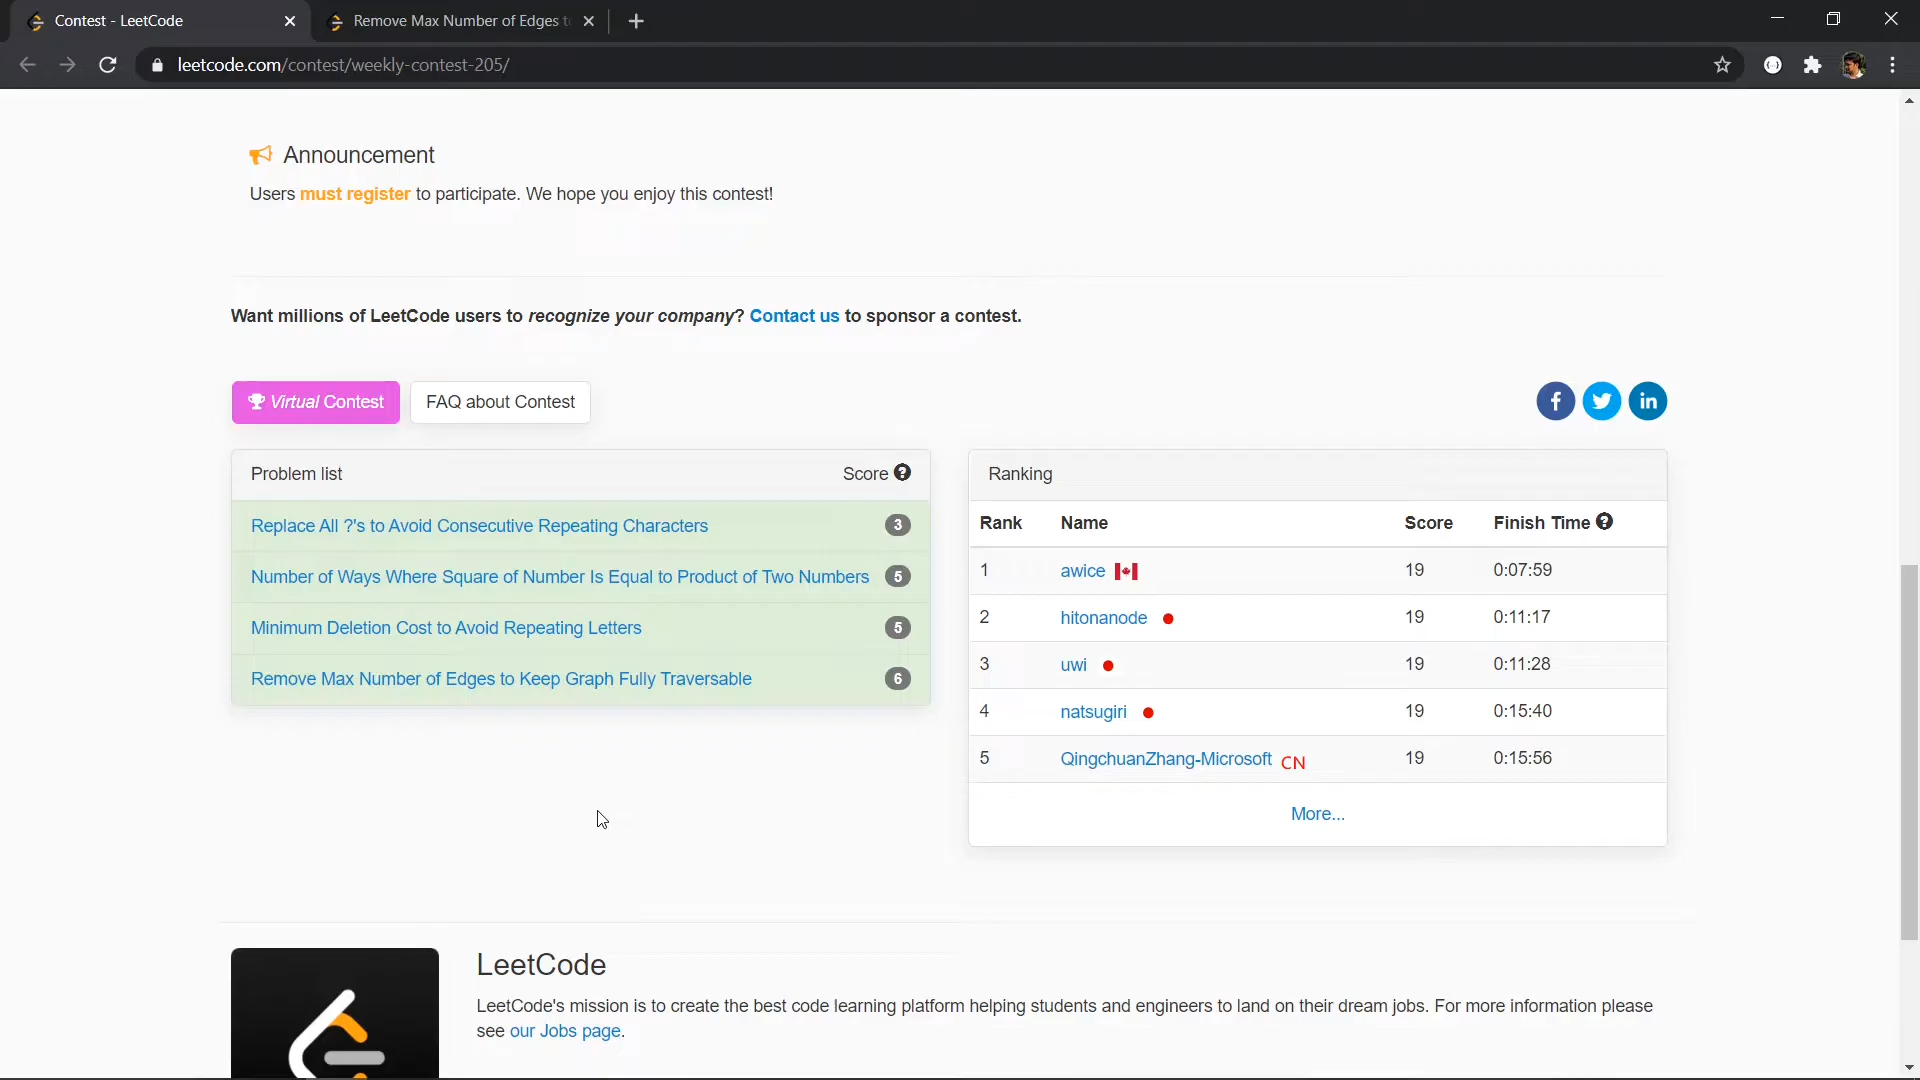 Contest - LeetCode
Remove Max Number of Edges t
leetcode.com/contest/weekly-contest-205/
Announcement
Users must register to participate. We hope you enjoy this contest!
Want millions of LeetCode users to recognize your company? Contact us to sponsor a contest.
Virtual Contest
FAQ about Contest
Problem list
Score
Replace All ?'s to Avoid Consecutive Repeating Characters 3
Number of Ways Where Square of Number Is Equal to Product of Two Numbers 5
Minimum Deletion Cost to Avoid Repeating Letters 5
Remove Max Number of Edges to Keep Graph Fully Traversable 6
Ranking
Rank Name Score Finish Time
1 awice 19 0:07:59
2 hitonanode 19 0:11:17
3 uwi 19 0:11:28
4 natsugiri 19 0:15:40
5 QingchuanZhang-Microsoft CN 19 0:15:56
More...
LeetCode
LeetCode's mission is to create the best code learning platform helping students and engineers to land on their dream jobs. For more information please
see our Jobs page.